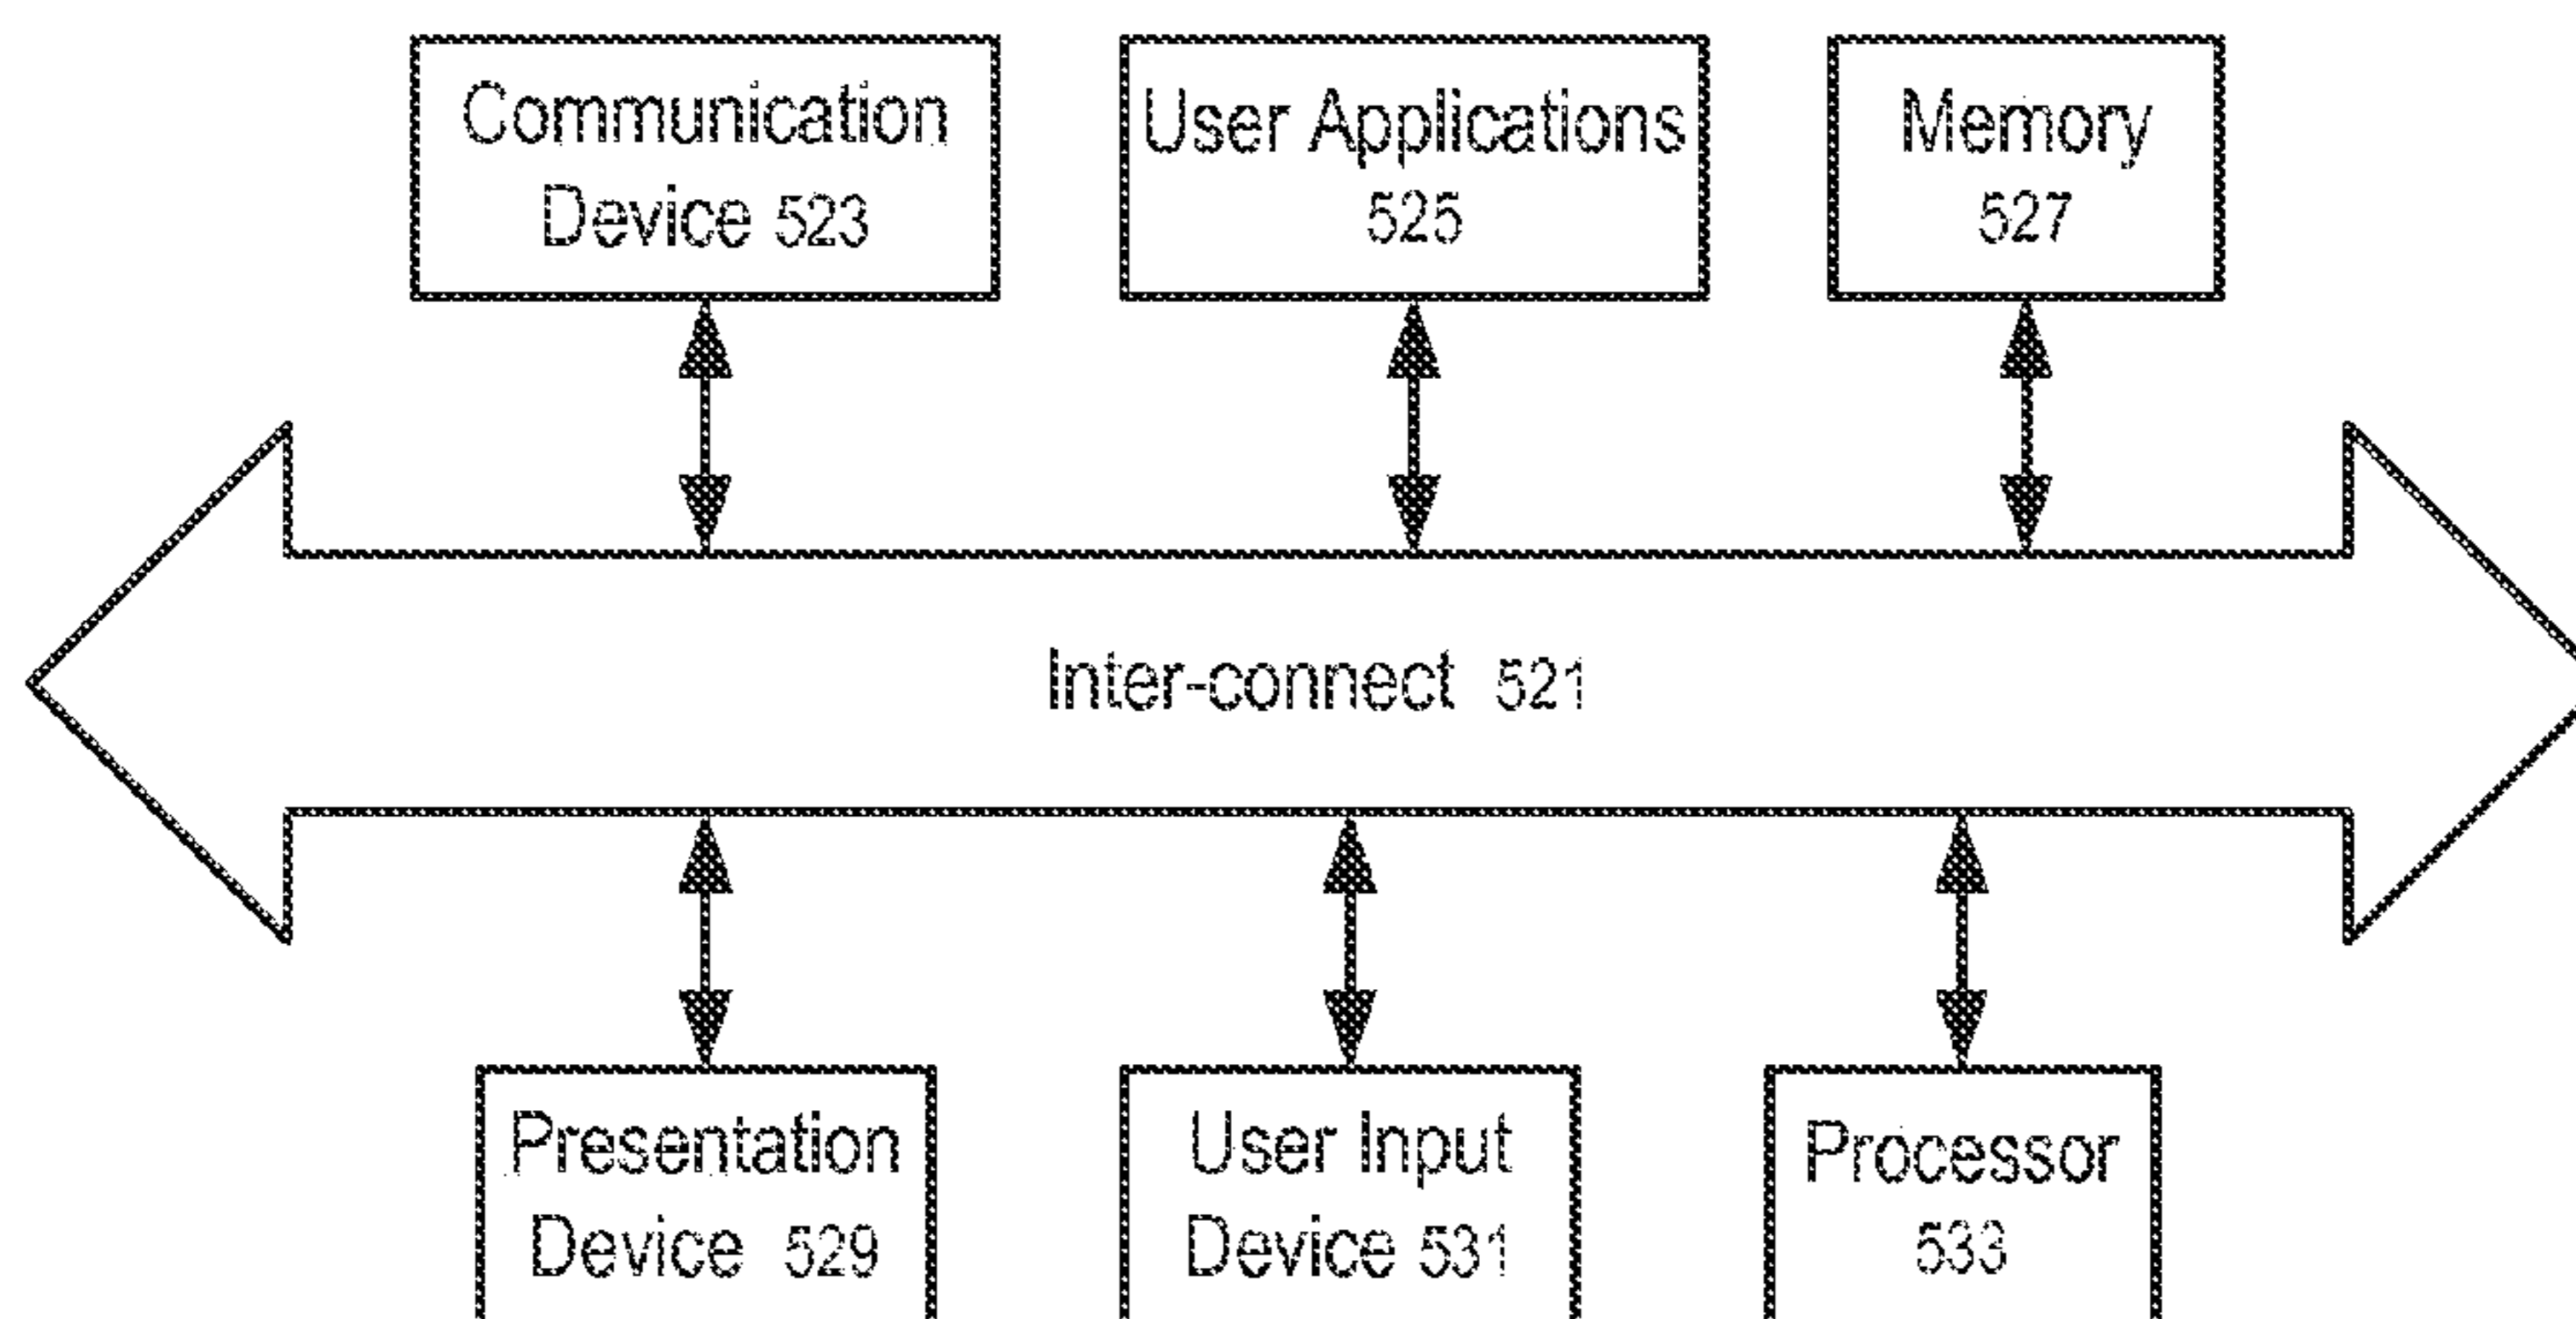 Communication
Device 523
User Applications
525
Memory
527
Inter-connect 521
Presentation
Device 529
User Input
Device 531
Processor
533